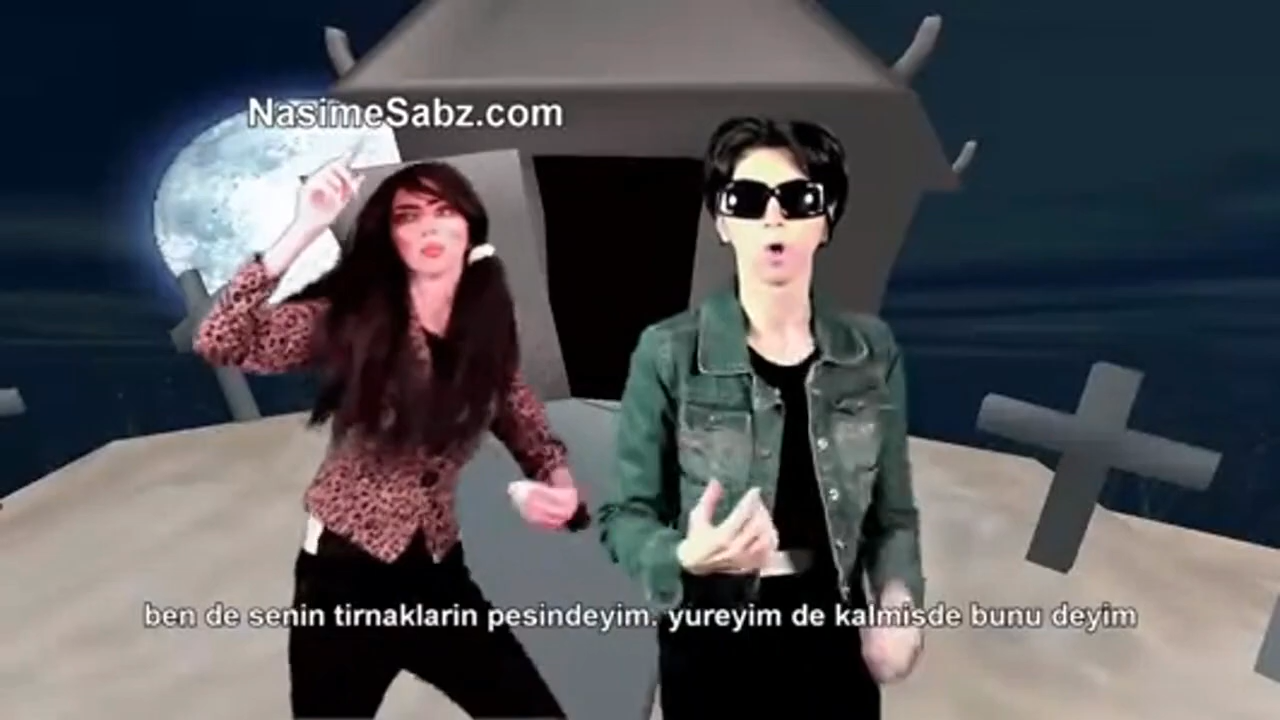 NasimeSabz.com
ben de senin tirnaklarin pesindeyim. yureyim de kalmisde bunu deyim